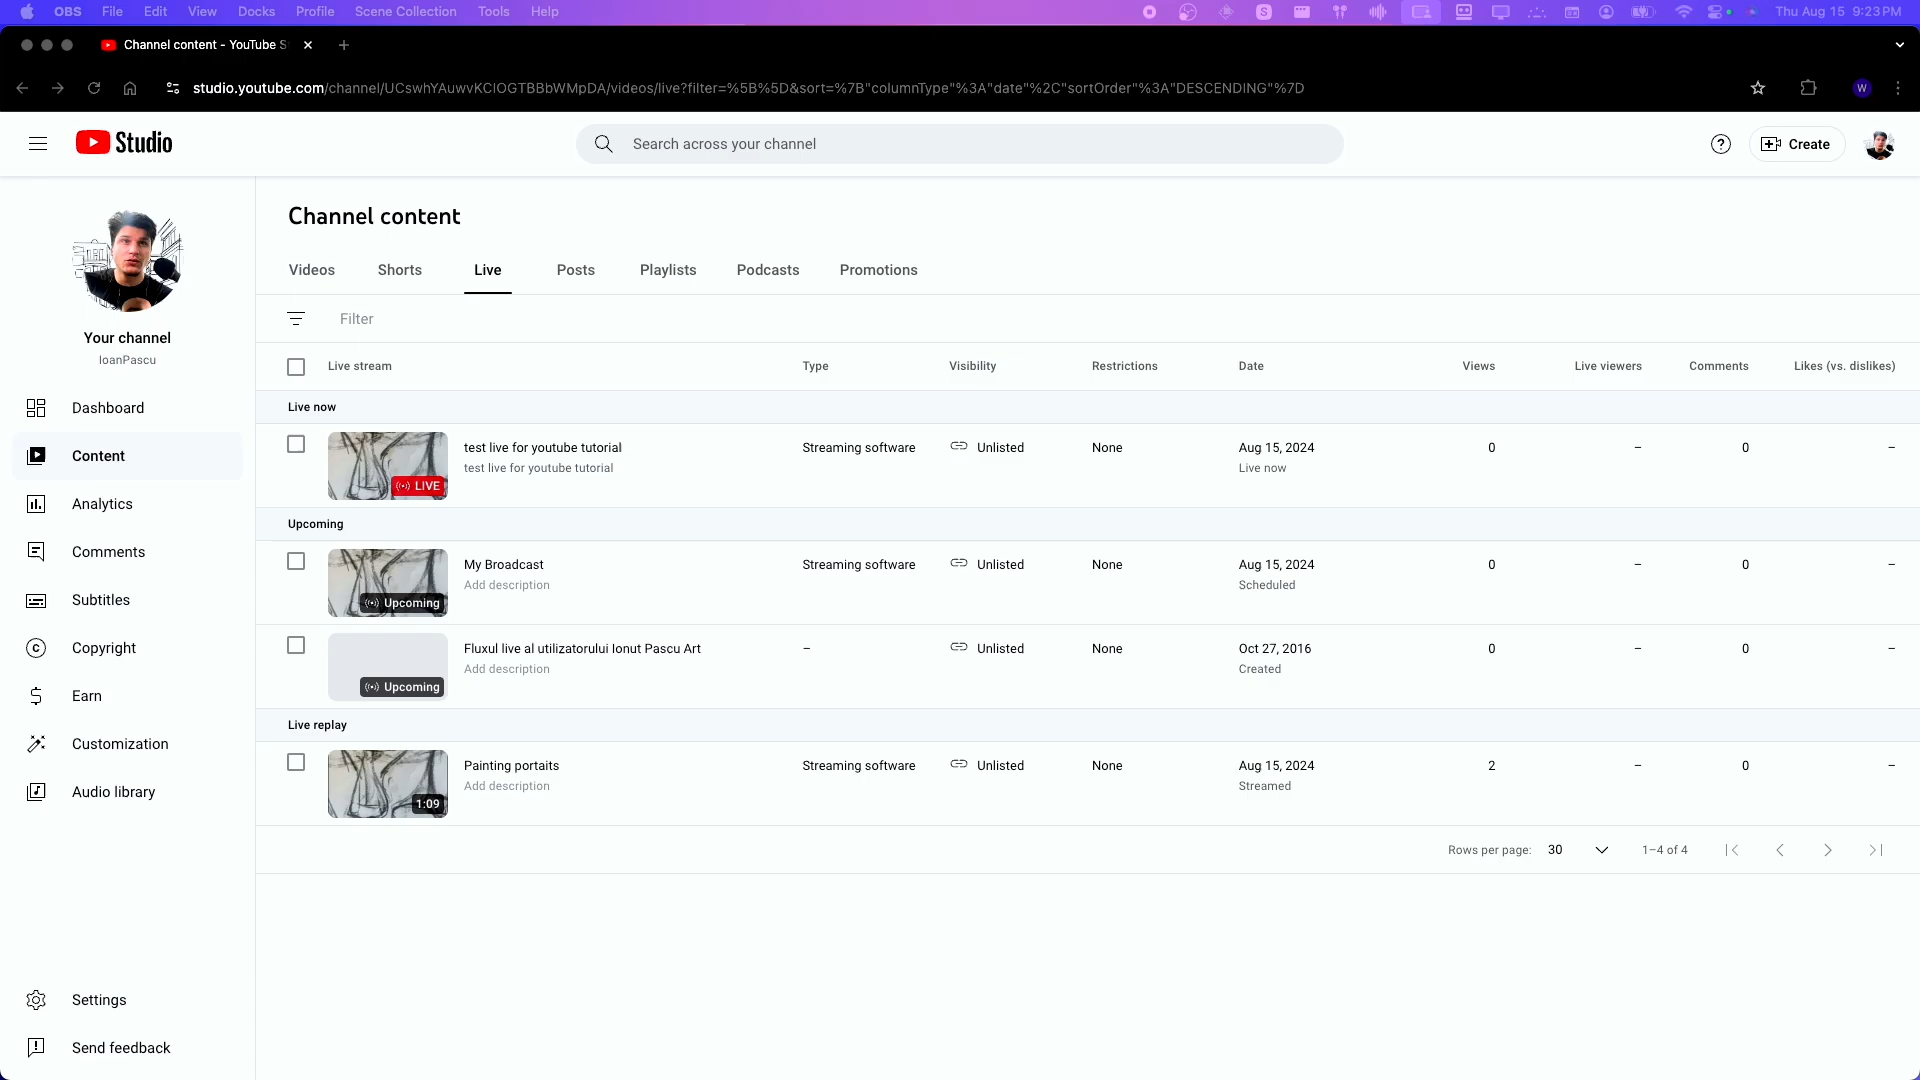 OBS File Edit View Docks Profile Scene Collection Tools Help Thu Aug 15 9:23 PM
Channel content - YouTube S
studio.youtube.com/channel/UCswhYAuwvKCIOGTBBbWMpDA/videos/live?filter=%5B%5D&sort=%7B"columnType"%3A"date"%2C"sortOrder"%3A"DESCENDING"%7D
W
Studio
Search across your channel
Create
Channel content
Videos Shorts Live Posts Playlists Podcasts Promotions
Filter
Your channel
IoanPascu
Dashboard
Content
Analytics
Comments
Subtitles
Copyright
Earn
Customization
Audio library
Settings
Send feedback
Live stream Type Visibility Restrictions Date Views Live viewers Comments Likes (vs. dislikes)
Live now
test live for youtube tutorial Streaming software Unlisted None Aug 15, 2024 0 – 0 –
test live for youtube tutorial Live now
LIVE
Upcoming
My Broadcast Streaming software Unlisted None Aug 15, 2024 0 – 0 –
Add description Scheduled
Upcoming
Fluxul live al utilizatorului Ionut Pascu Art – Unlisted None Oct 27, 2016 0 – 0 –
Add description Created
Upcoming
Live replay
Painting portaits Streaming software Unlisted None Aug 15, 2024 2 – 0 –
Add description Streamed
1:09
Rows per page: 30 1–4 of 4